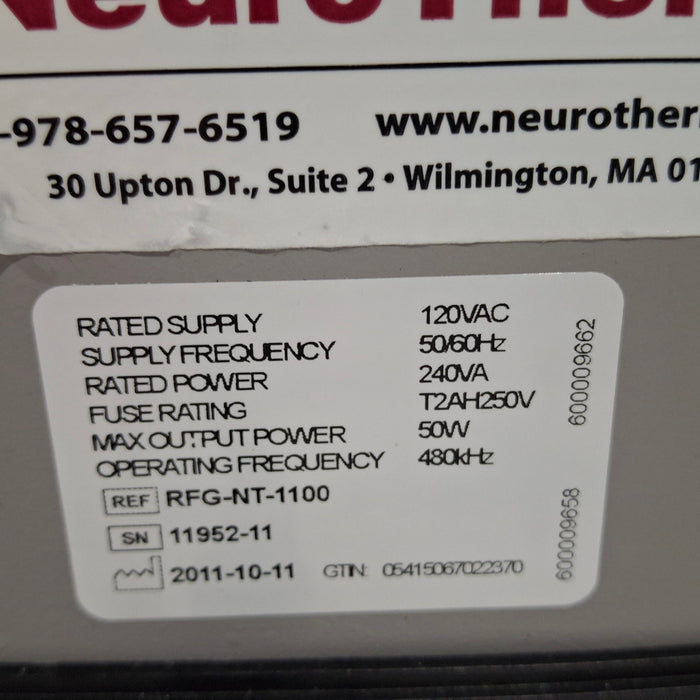 -978-657-6519 www.neurother
30 Upton Dr., Suite 2 • Wilmington, MA 01
RATED SUPPLY 120VAC
SUPPLY FREQUENCY 50/60Hz
RATED POWER 240VA
FUSE RATING T2AH250V
MAX OUTPUT POWER 50W
OPERATING FREQUENCY 480kHz
REF RFG-NT-1100
SN 11952-11
2011-10-11 GTIN: 05415067022370
600009662
600009658